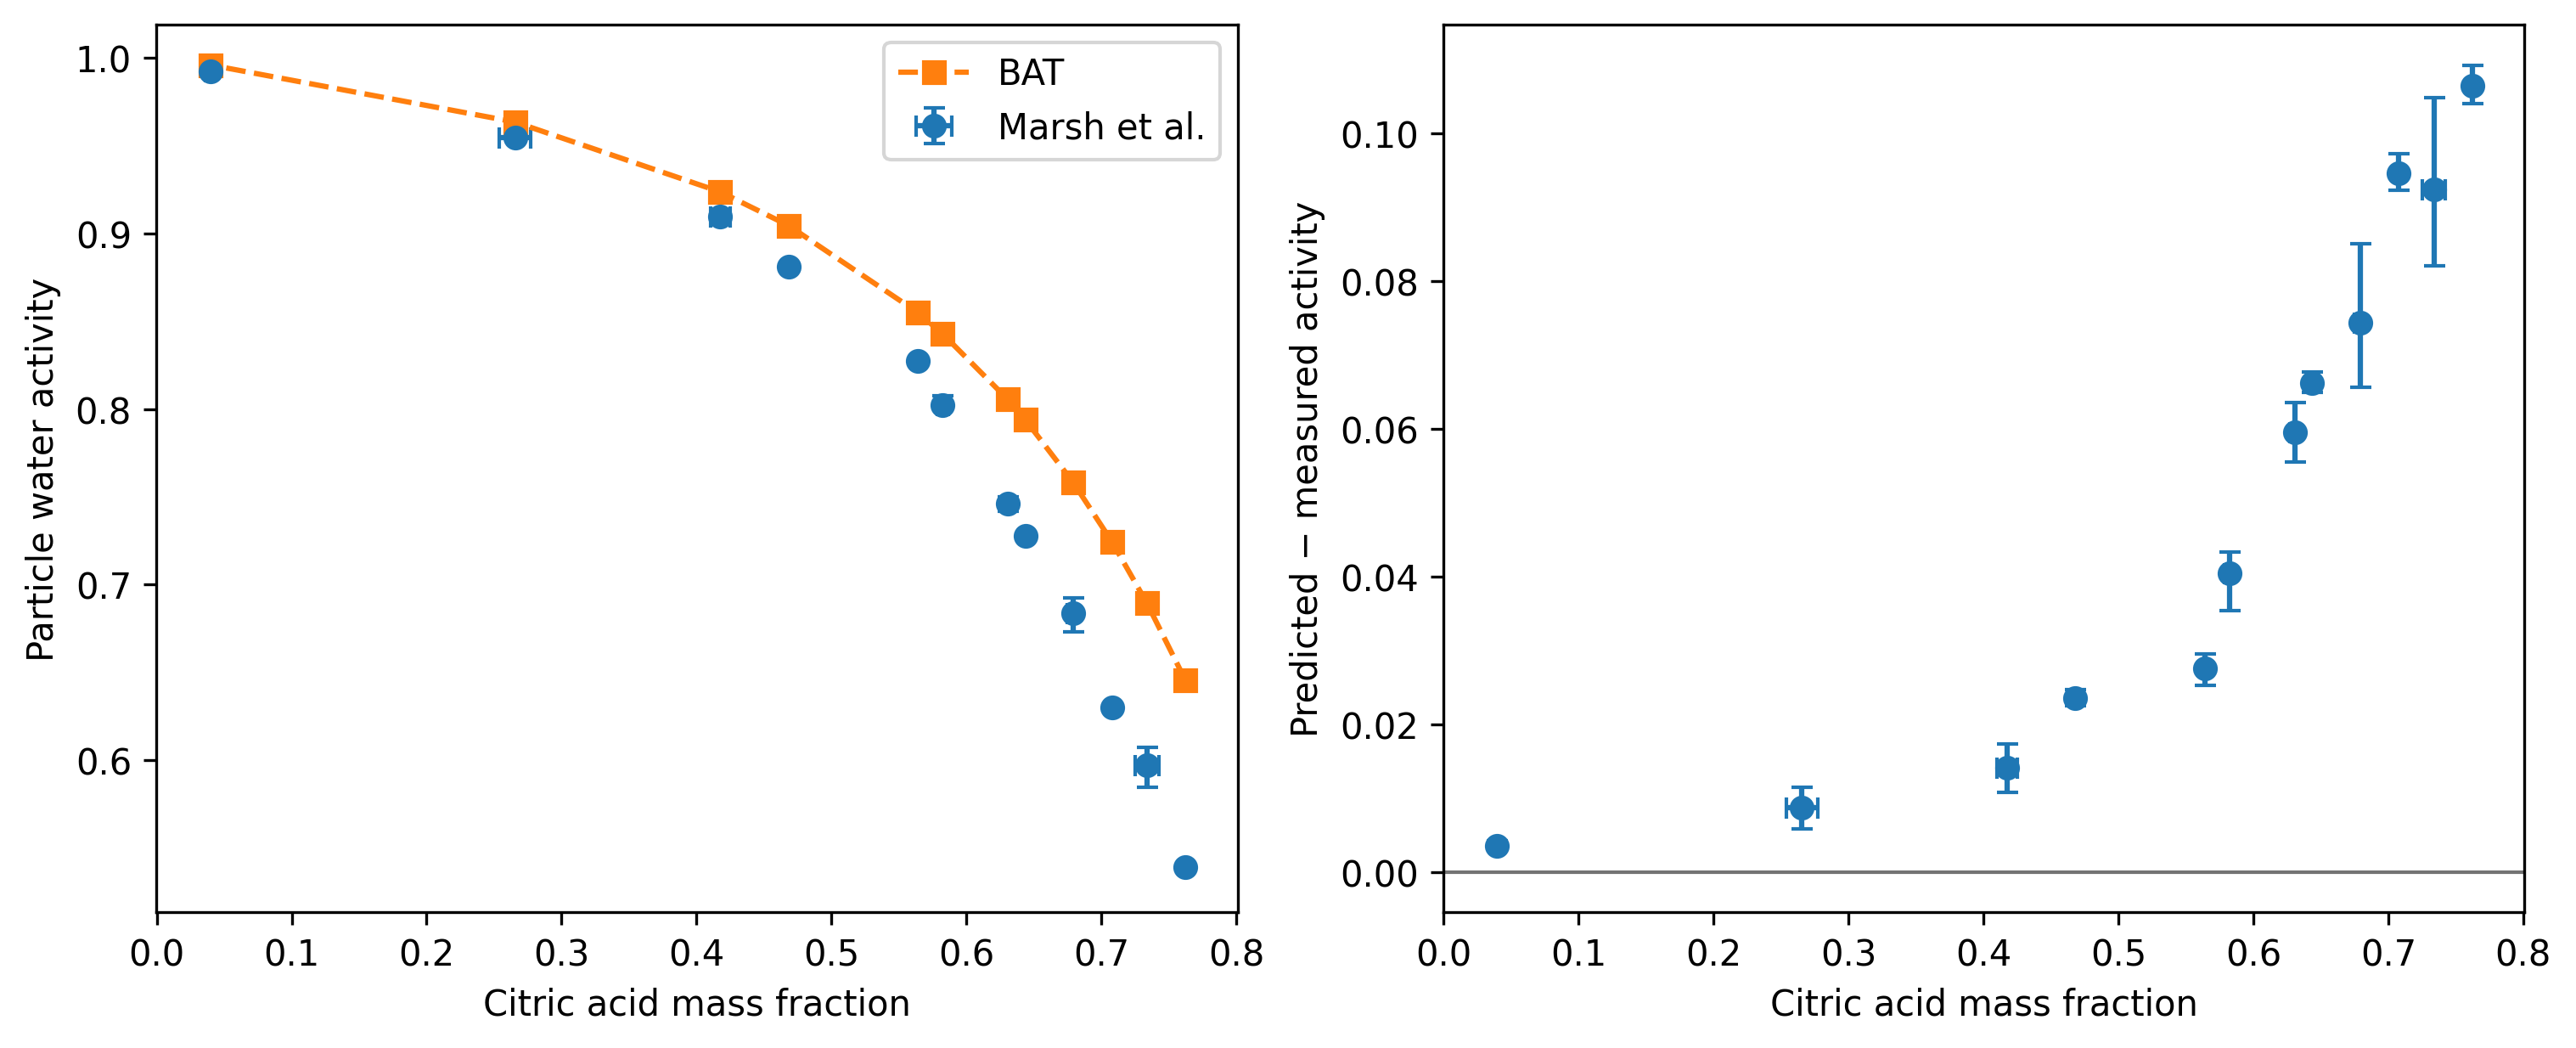 1.0
0.9
0.8
0.7
0.6
Particle water activity
BAT
Marsh et al.
0.0 0.1 0.2 0.3 0.4 0.5 0.6 0.7 0.8
Citric acid mass fraction
0.10
0.08
0.06
0.04
0.02
0.00
Predicted − measured activity
0.0 0.1 0.2 0.3 0.4 0.5 0.6 0.7 0.8
Citric acid mass fraction